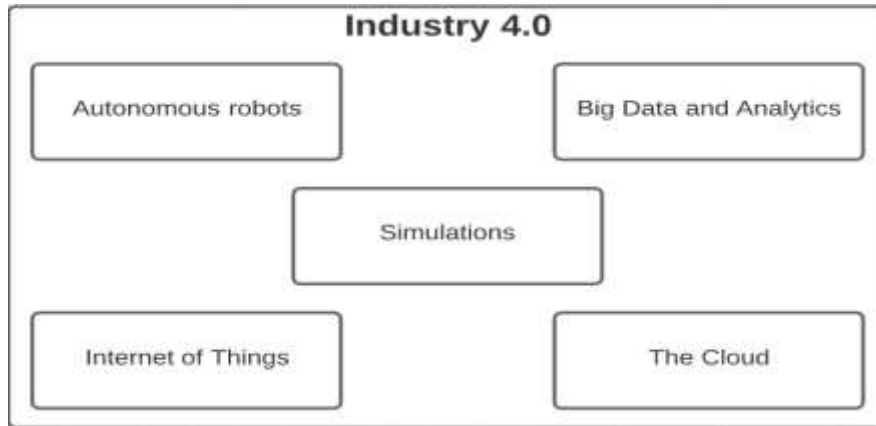 Industry 4.0
Autonomous robots
Big Data and Analytics
Simulations
Internet of Things
The Cloud